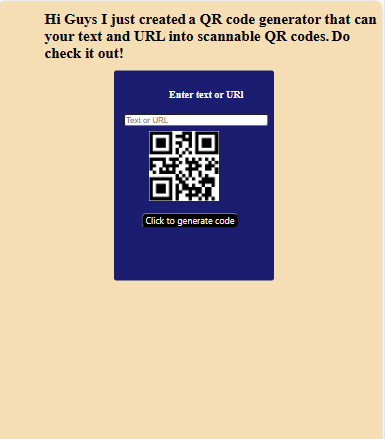 Hi Guys I just created a QR code generator that can
your text and URL into scannable QR codes. Do
check it out!
Enter text or URl
Text or URL
Click to generate code